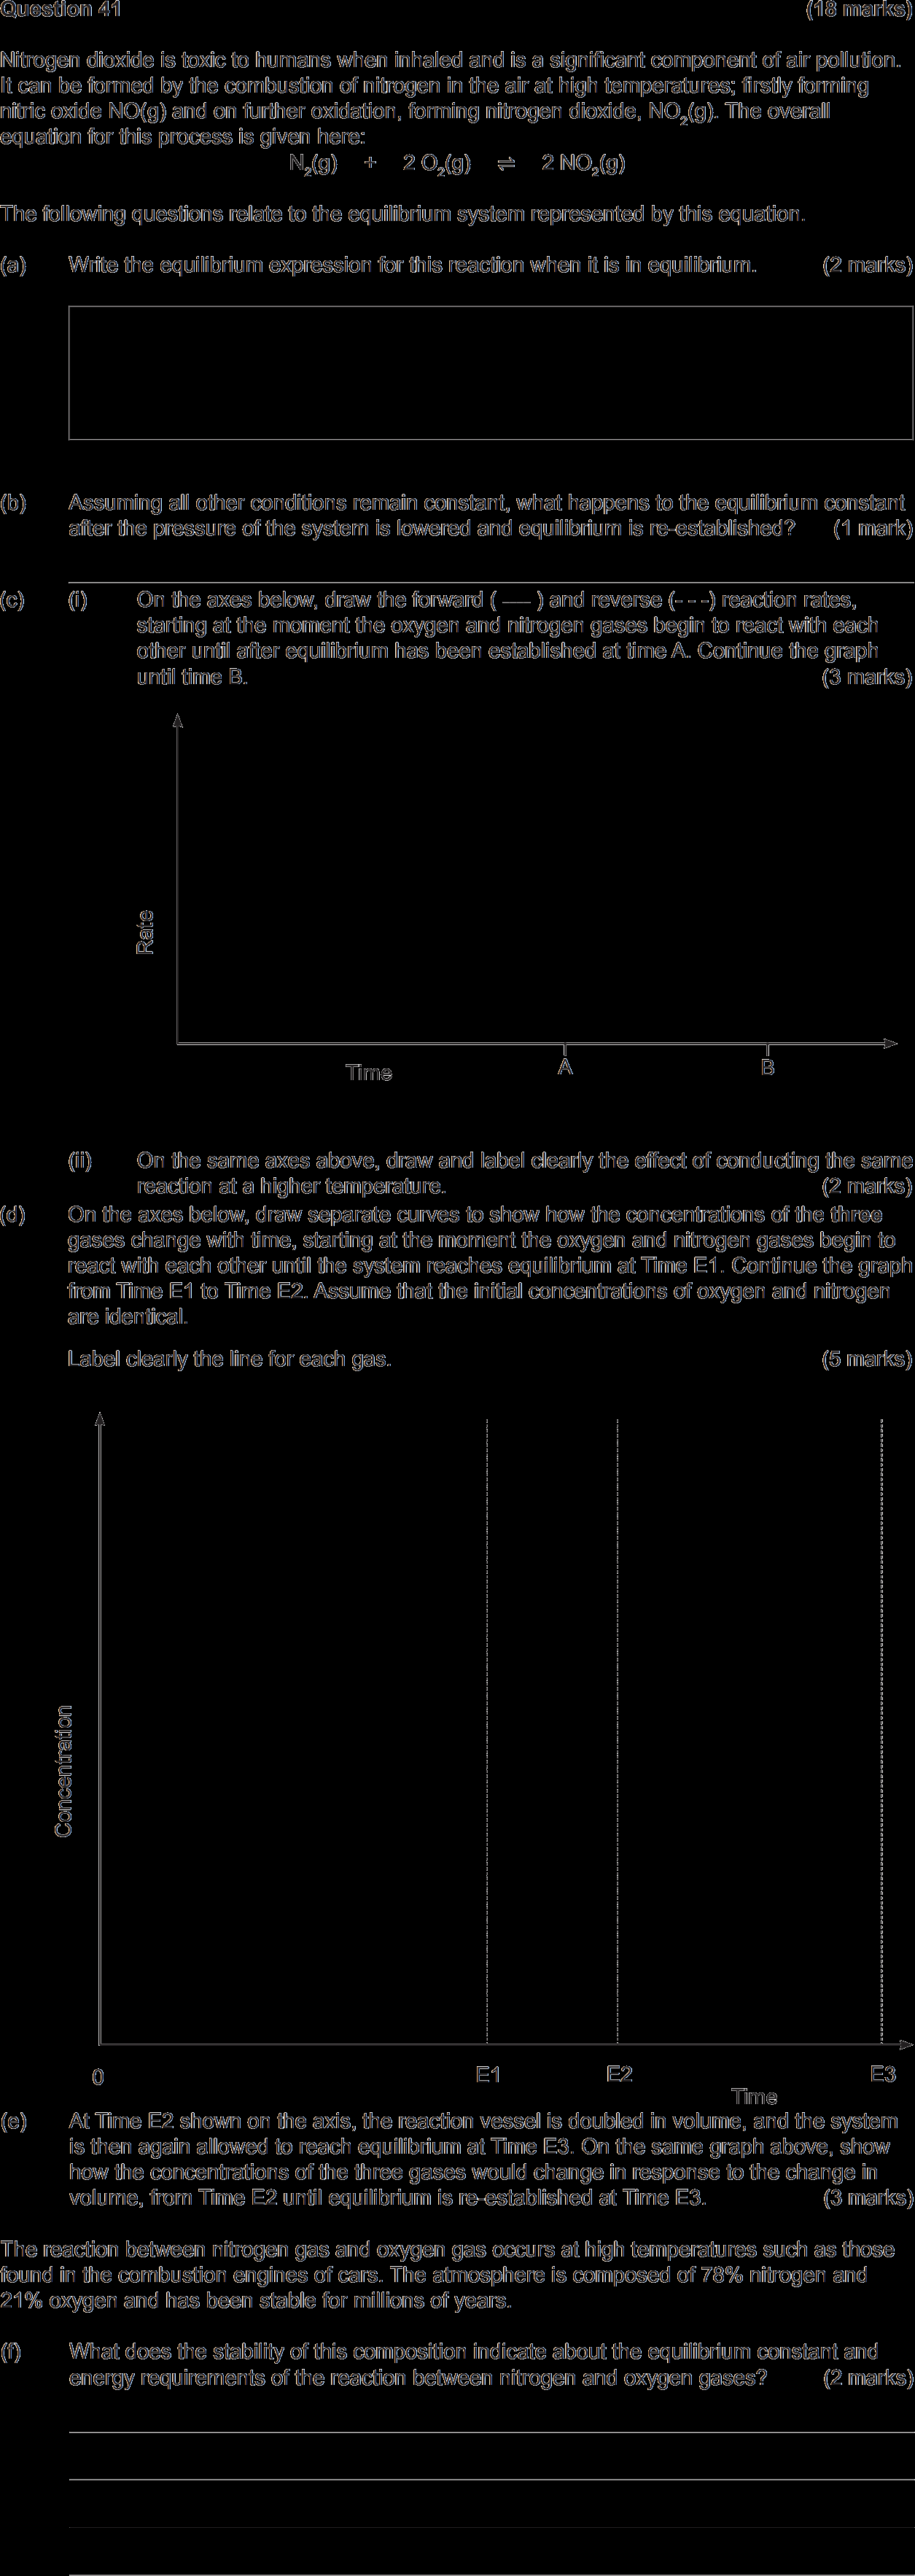 Question 41 (18 marks)
Nitrogen dioxide is toxic to humans when inhaled and is a significant component of air pollution.
It can be formed by the combustion of nitrogen in the air at high temperatures; firstly forming
nitric oxide NO(g) and on further oxidation, forming nitrogen dioxide, NO₂(g). The overall
equation for this process is given here:
N₂(g) + 2 O₂(g) ⇌ 2 NO₂(g)
The following questions relate to the equilibrium system represented by this equation.
(a) Write the equilibrium expression for this reaction when it is in equilibrium. (2 marks)
(b) Assuming all other conditions remain constant, what happens to the equilibrium constant
after the pressure of the system is lowered and equilibrium is re-established? (1 mark)
(c) (i) On the axes below, draw the forward ( — ) and reverse (- - -) reaction rates,
starting at the moment the oxygen and nitrogen gases begin to react with each
other until after equilibrium has been established at time A. Continue the graph
until time B. (3 marks)
Rate
Time A B
(ii) On the same axes above, draw and label clearly the effect of conducting the same
reaction at a higher temperature. (2 marks)
(d) On the axes below, draw separate curves to show how the concentrations of the three
gases change with time, starting at the moment the oxygen and nitrogen gases begin to
react with each other until the system reaches equilibrium at Time E1. Continue the graph
from Time E1 to Time E2. Assume that the initial concentrations of oxygen and nitrogen
are identical.
Label clearly the line for each gas. (5 marks)
Concentration
0 E1 E2 E3
Time
(e) At Time E2 shown on the axis, the reaction vessel is doubled in volume, and the system
is then again allowed to reach equilibrium at Time E3. On the same graph above, show
how the concentrations of the three gases would change in response to the change in
volume, from Time E2 until equilibrium is re-established at Time E3. (3 marks)
The reaction between nitrogen gas and oxygen gas occurs at high temperatures such as those
found in the combustion engines of cars. The atmosphere is composed of 78% nitrogen and
21% oxygen and has been stable for millions of years.
(f) What does the stability of this composition indicate about the equilibrium constant and
energy requirements of the reaction between nitrogen and oxygen gases? (2 marks)